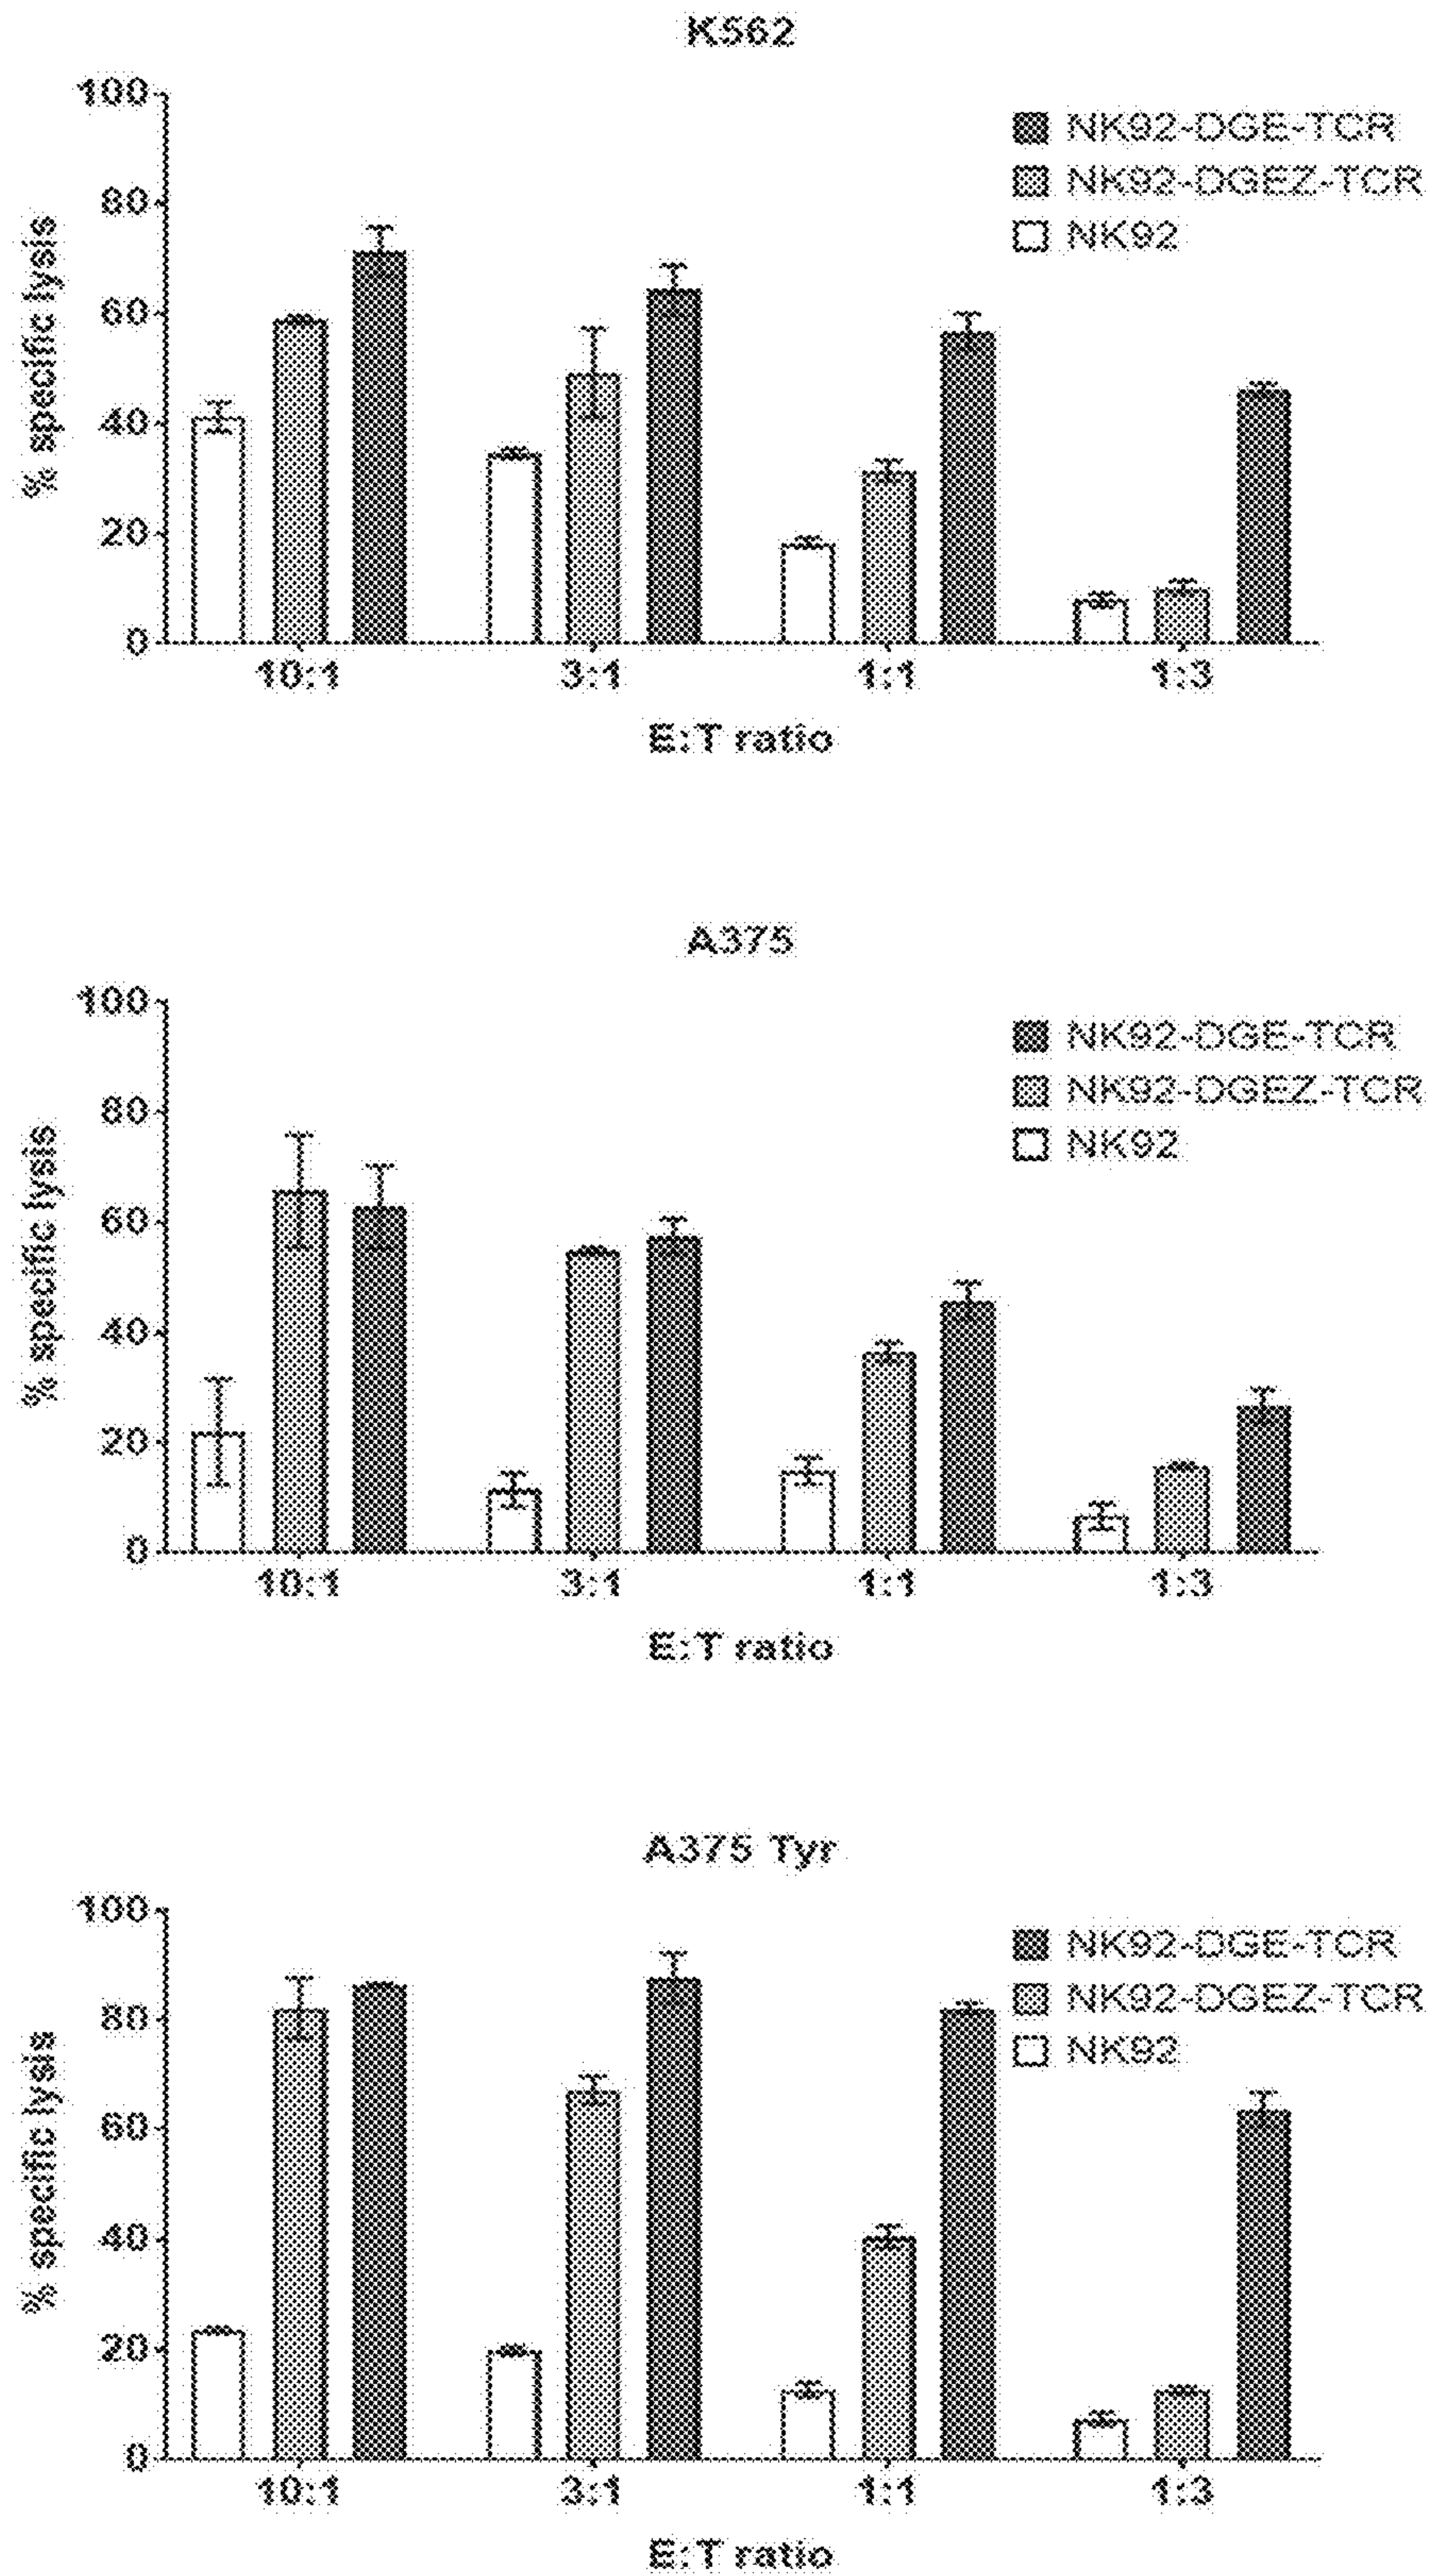 K562
100
80
60
40
20
0
% specific lysis
NK92-DGE-TCR
NK92-DGEZ-TCR
NK92
10:1 3:1 1:1 1:3
E:T ratio
A375
100
80
60
40
20
0
% specific lysis
NK92-DGE-TCR
NK92-DGEZ-TCR
NK92
10:1 3:1 1:1 1:3
E:T ratio
A375 Tyr
100
80
60
40
20
0
% specific lysis
NK92-DGE-TCR
NK92-DGEZ-TCR
NK92
10:1 3:1 1:1 1:3
E:T ratio